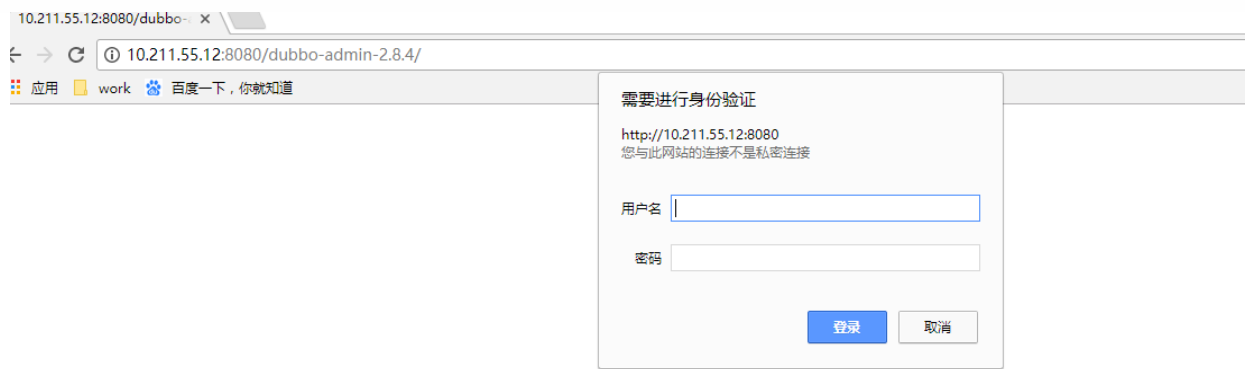 10.211.55.12:8080/dubbo-
10.211.55.12:8080/dubbo-admin-2.8.4/
应用 work 百度一下，你就知道
需要进行身份验证
http://10.211.55.12:8080
您与此网站的连接不是私密连接
用户名
密码
登录 取消